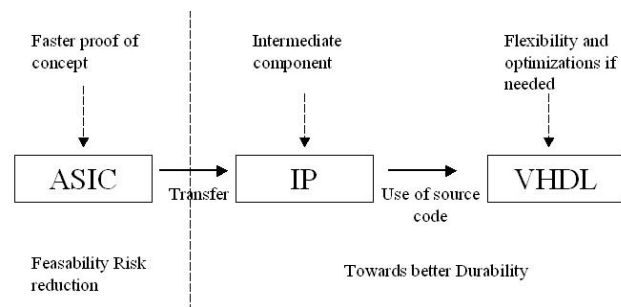 Faster proof of
concept
Intermediate
component
Flexibility and
optimizations if
needed
ASIC
Transfer
IP
Use of source
code
VHDL
Feasability Risk
reduction
Towards better Durability